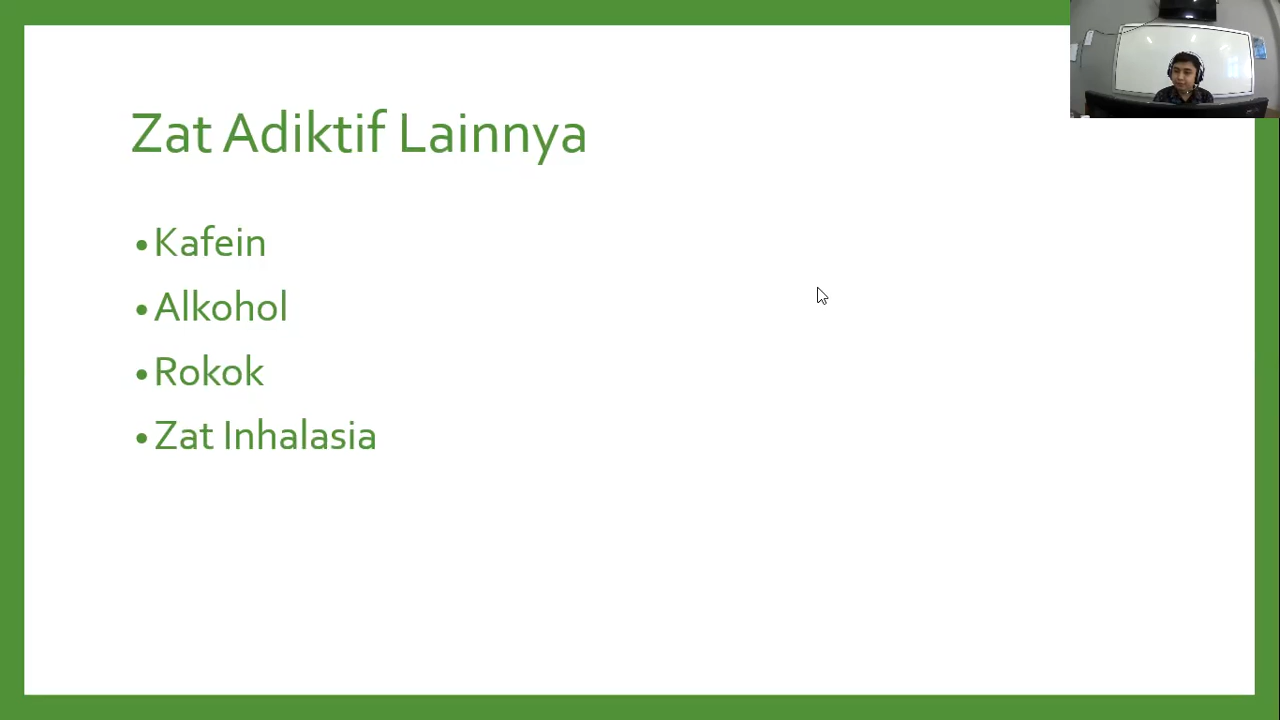 Zat Adiktif Lainnya
• Kafein
• Alkohol
• Rokok
• Zat Inhalasia